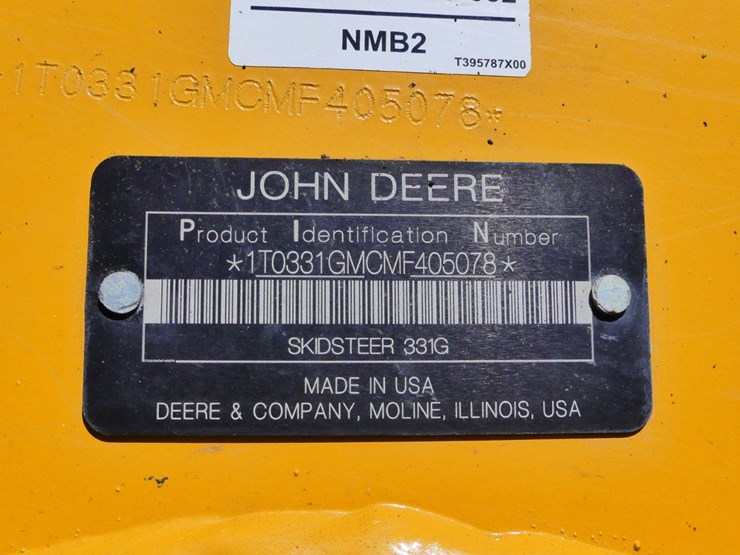 NMB2
T395787X00
1T0331GMCMF405078*
JOHN DEERE
Product Identification Number
*1T0331GMCMF405078*
SKIDSTEER 331G
MADE IN USA
DEERE & COMPANY, MOLINE, ILLINOIS, USA